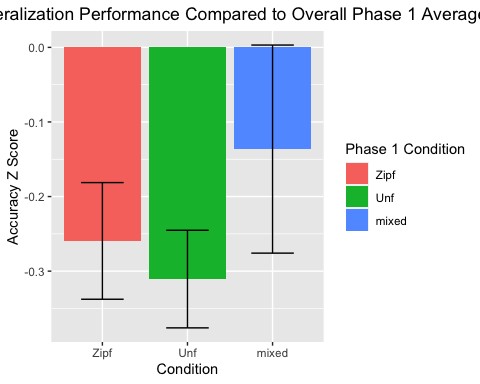 eralization Performance Compared to Overall Phase 1 Average
0.0
-0.1
-0.2
-0.3
Accuracy Z Score
Zipf
Unf
mixed
Condition
Phase 1 Condition
Zipf
Unf
mixed